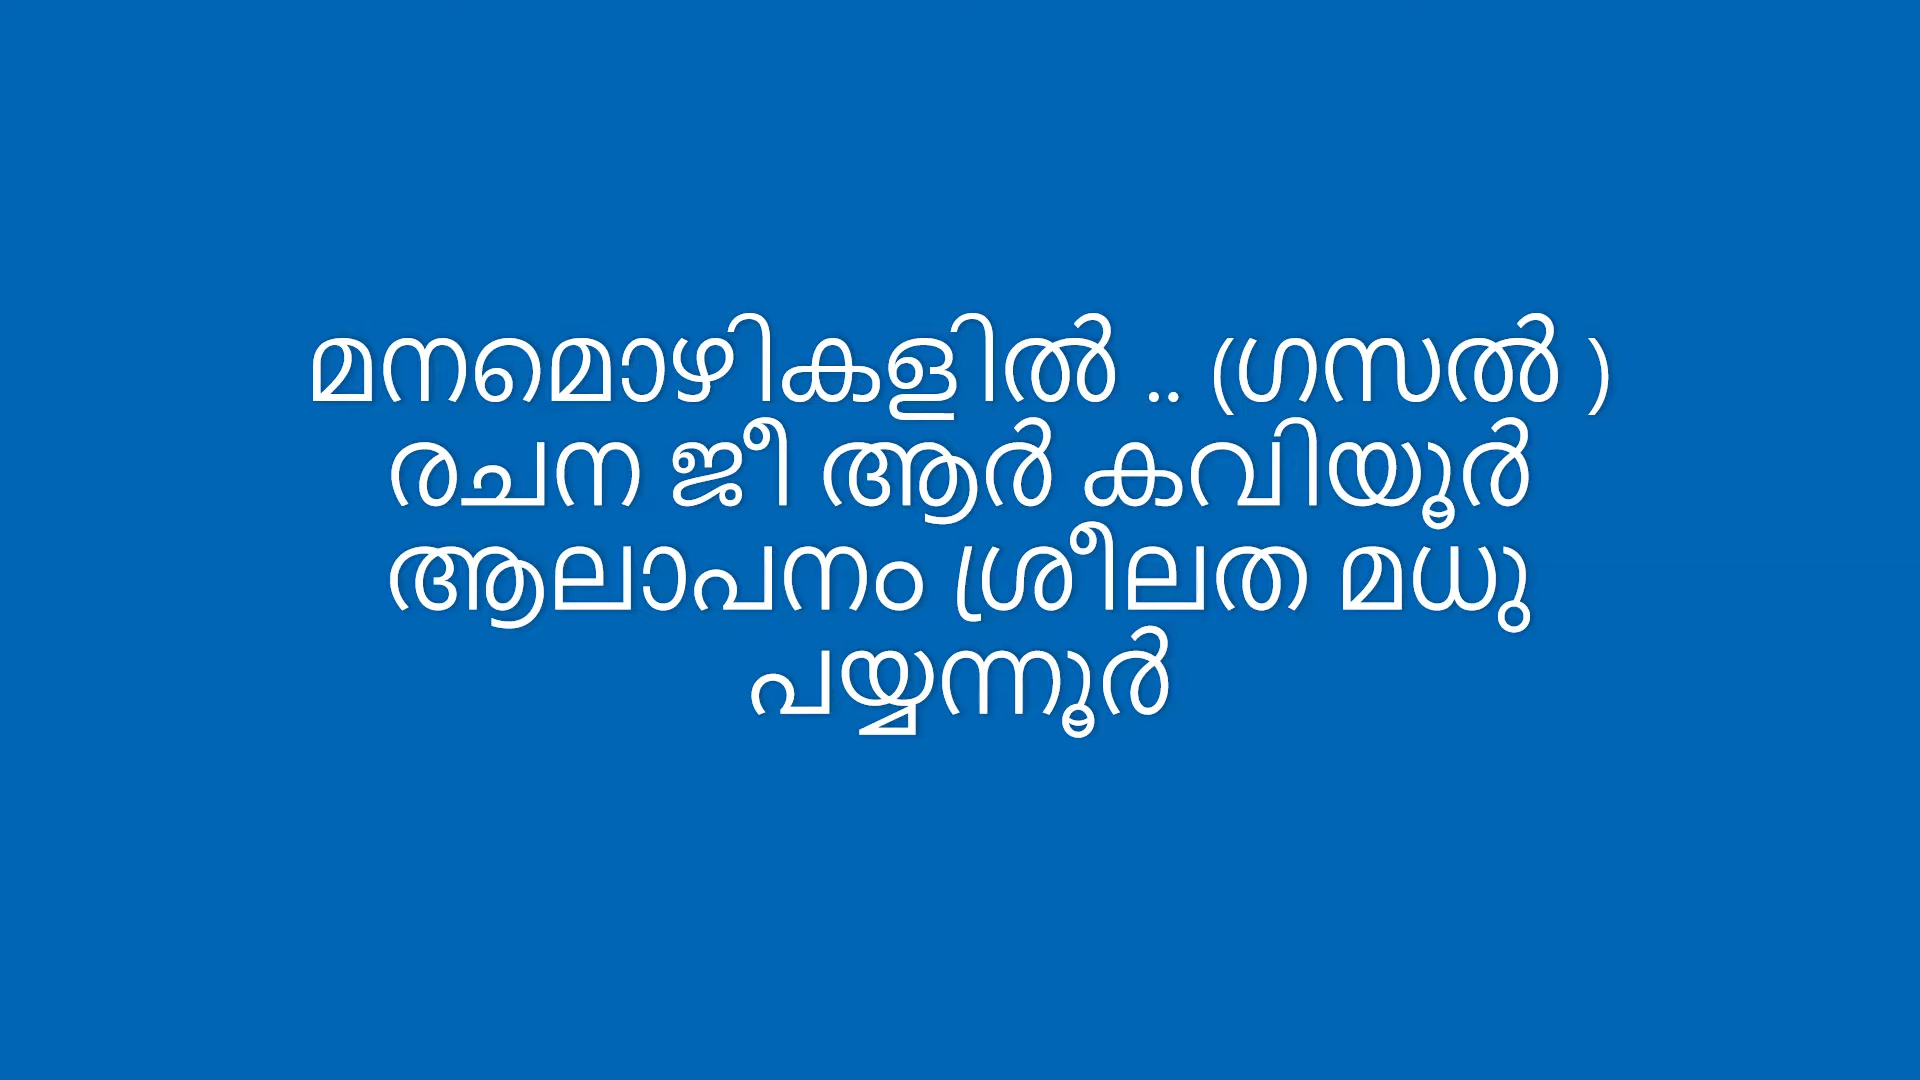 മനമൊഴികളിൽ .. (ഗസൽ )
രചന ജീ ആർ കവിയൂർ
ആലാപനം ശ്രീലത മധു
പയ്യന്നൂർ